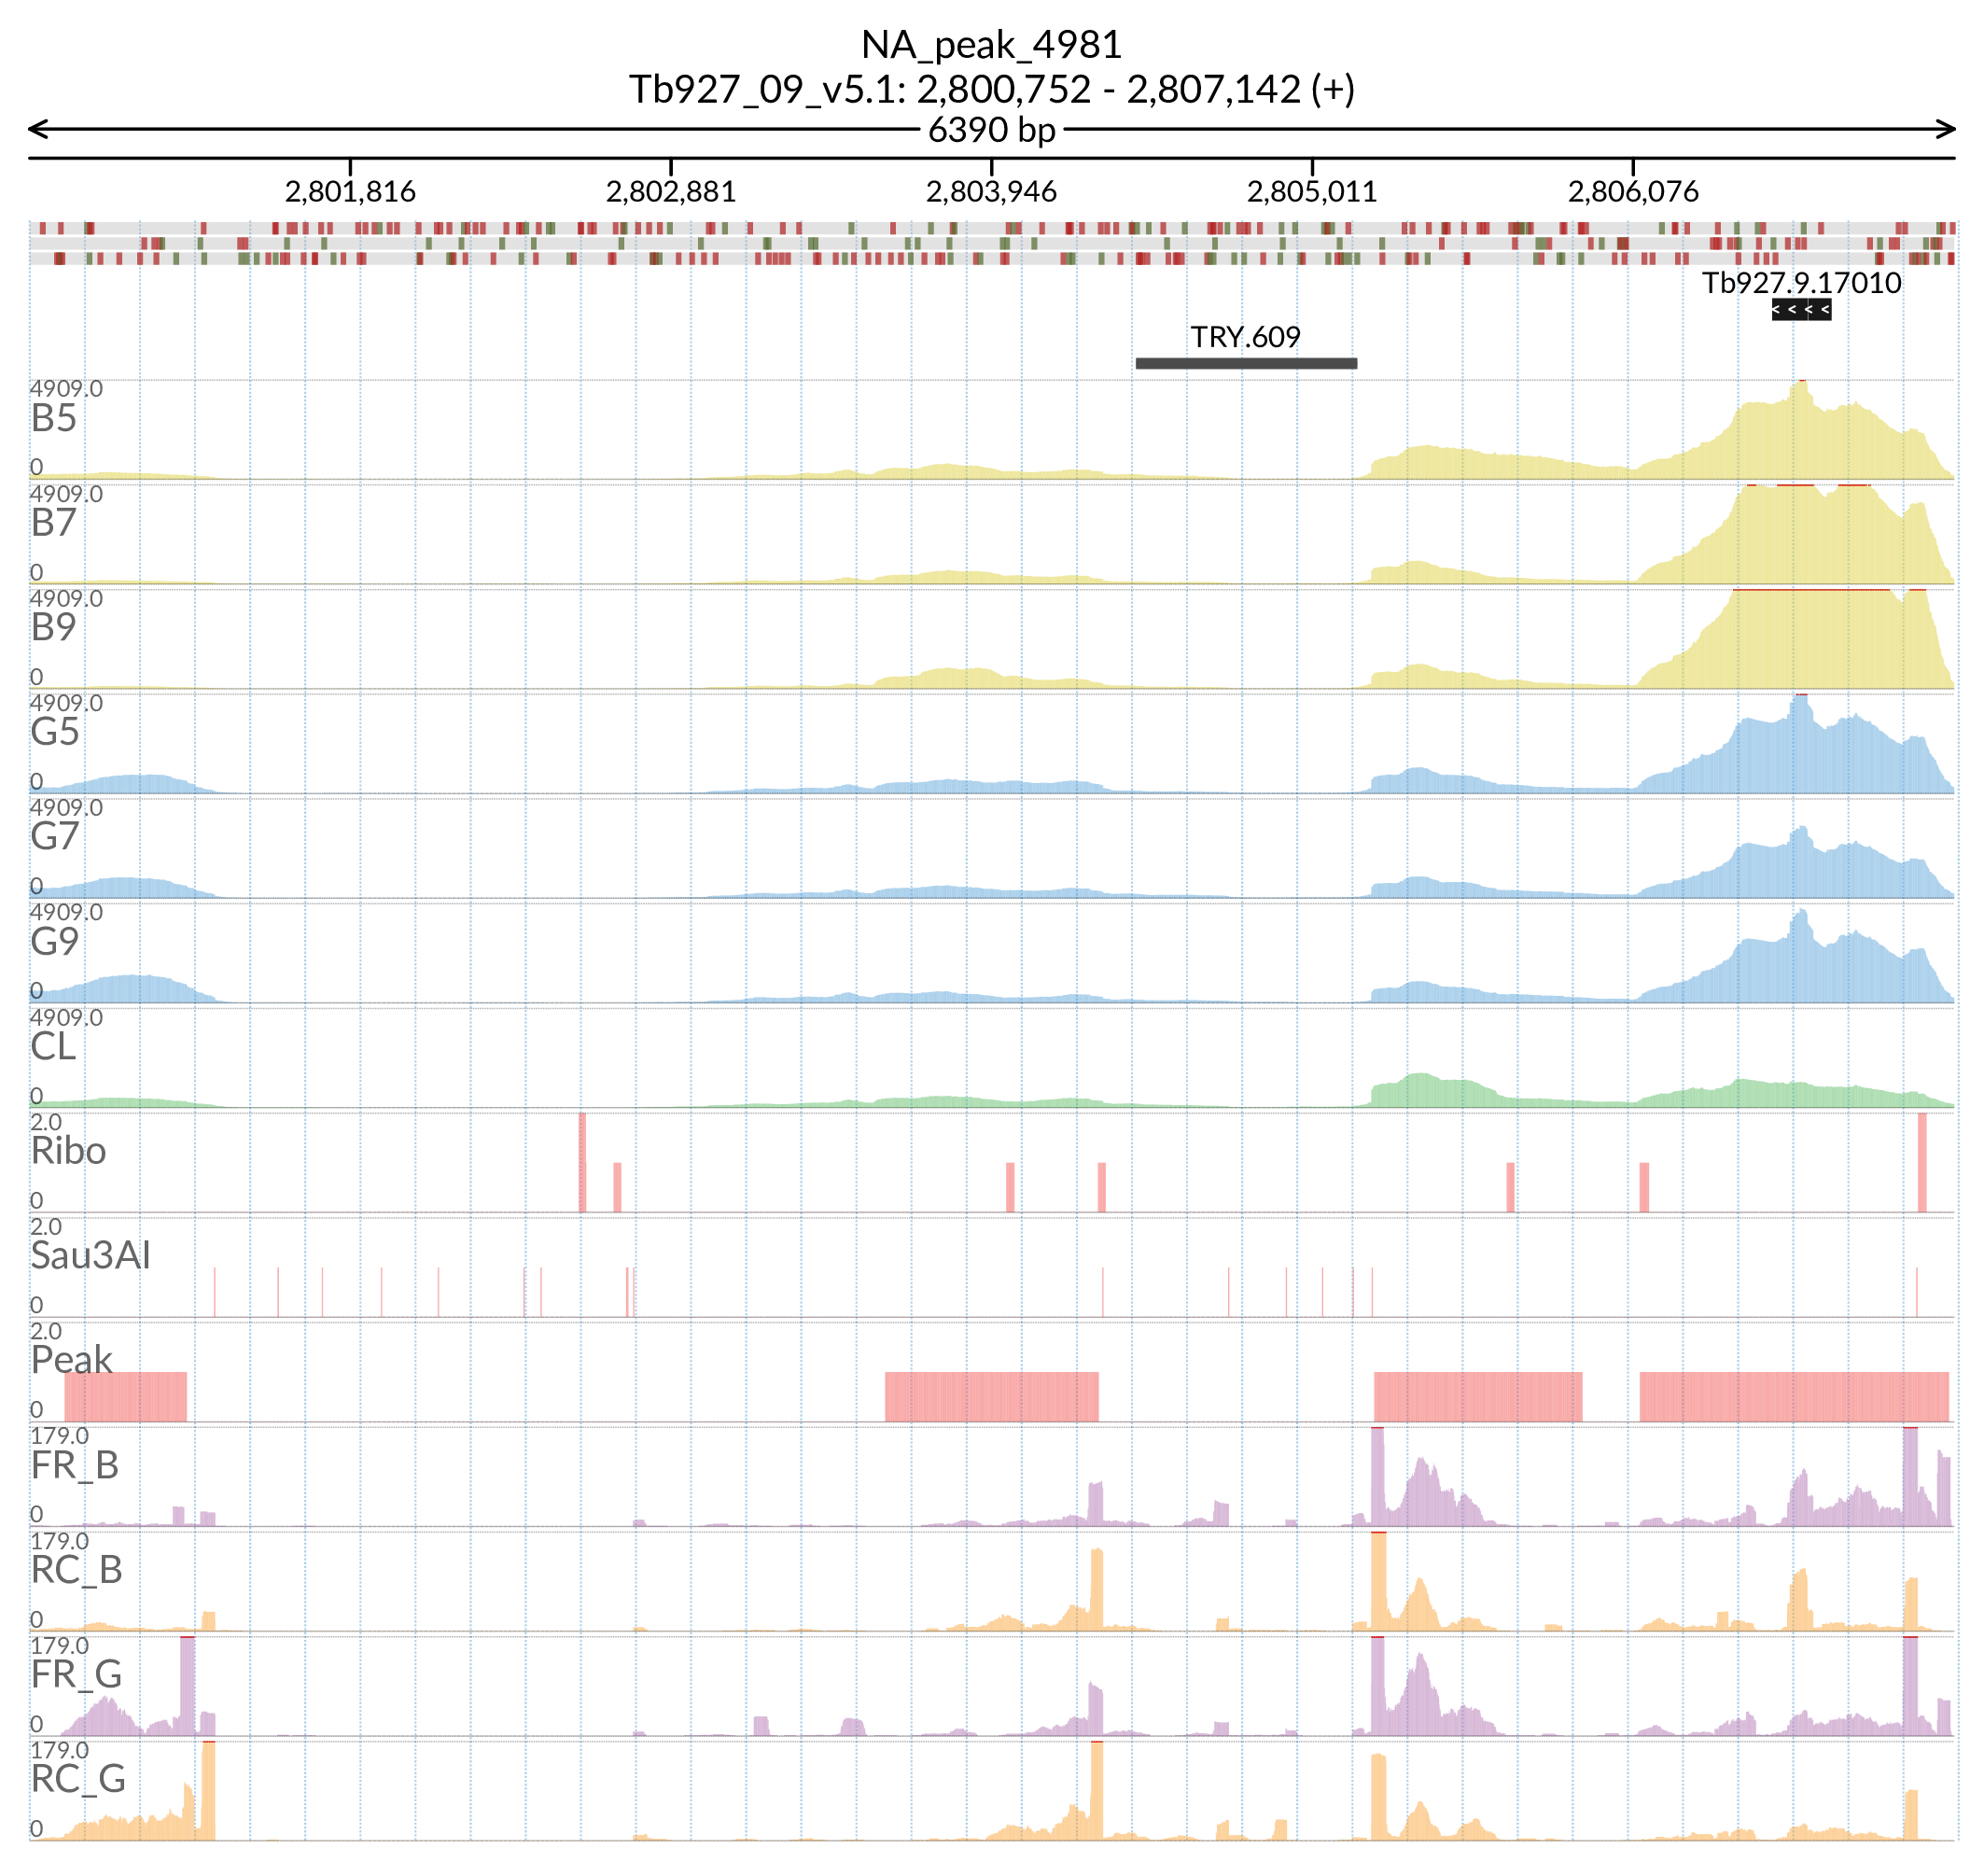 NA_peak_4981
Tb927_09_v5.1: 2,800,752 - 2,807,142 (+)
6390 bp
2,801,816 2,802,881 2,803,946 2,805,011 2,806,076
Tb927.9.17010
< < < <
TRY.609
4909.0
B5
0
4909.0
B7
0
4909.0
B9
0
4909.0
G5
0
4909.0
G7
0
4909.0
G9
0
4909.0
CL
0
2.0
Ribo
0
2.0
Sau3AI
0
2.0
Peak
0
179.0
FR_B
0
179.0
RC_B
0
179.0
FR_G
0
179.0
RC_G
0